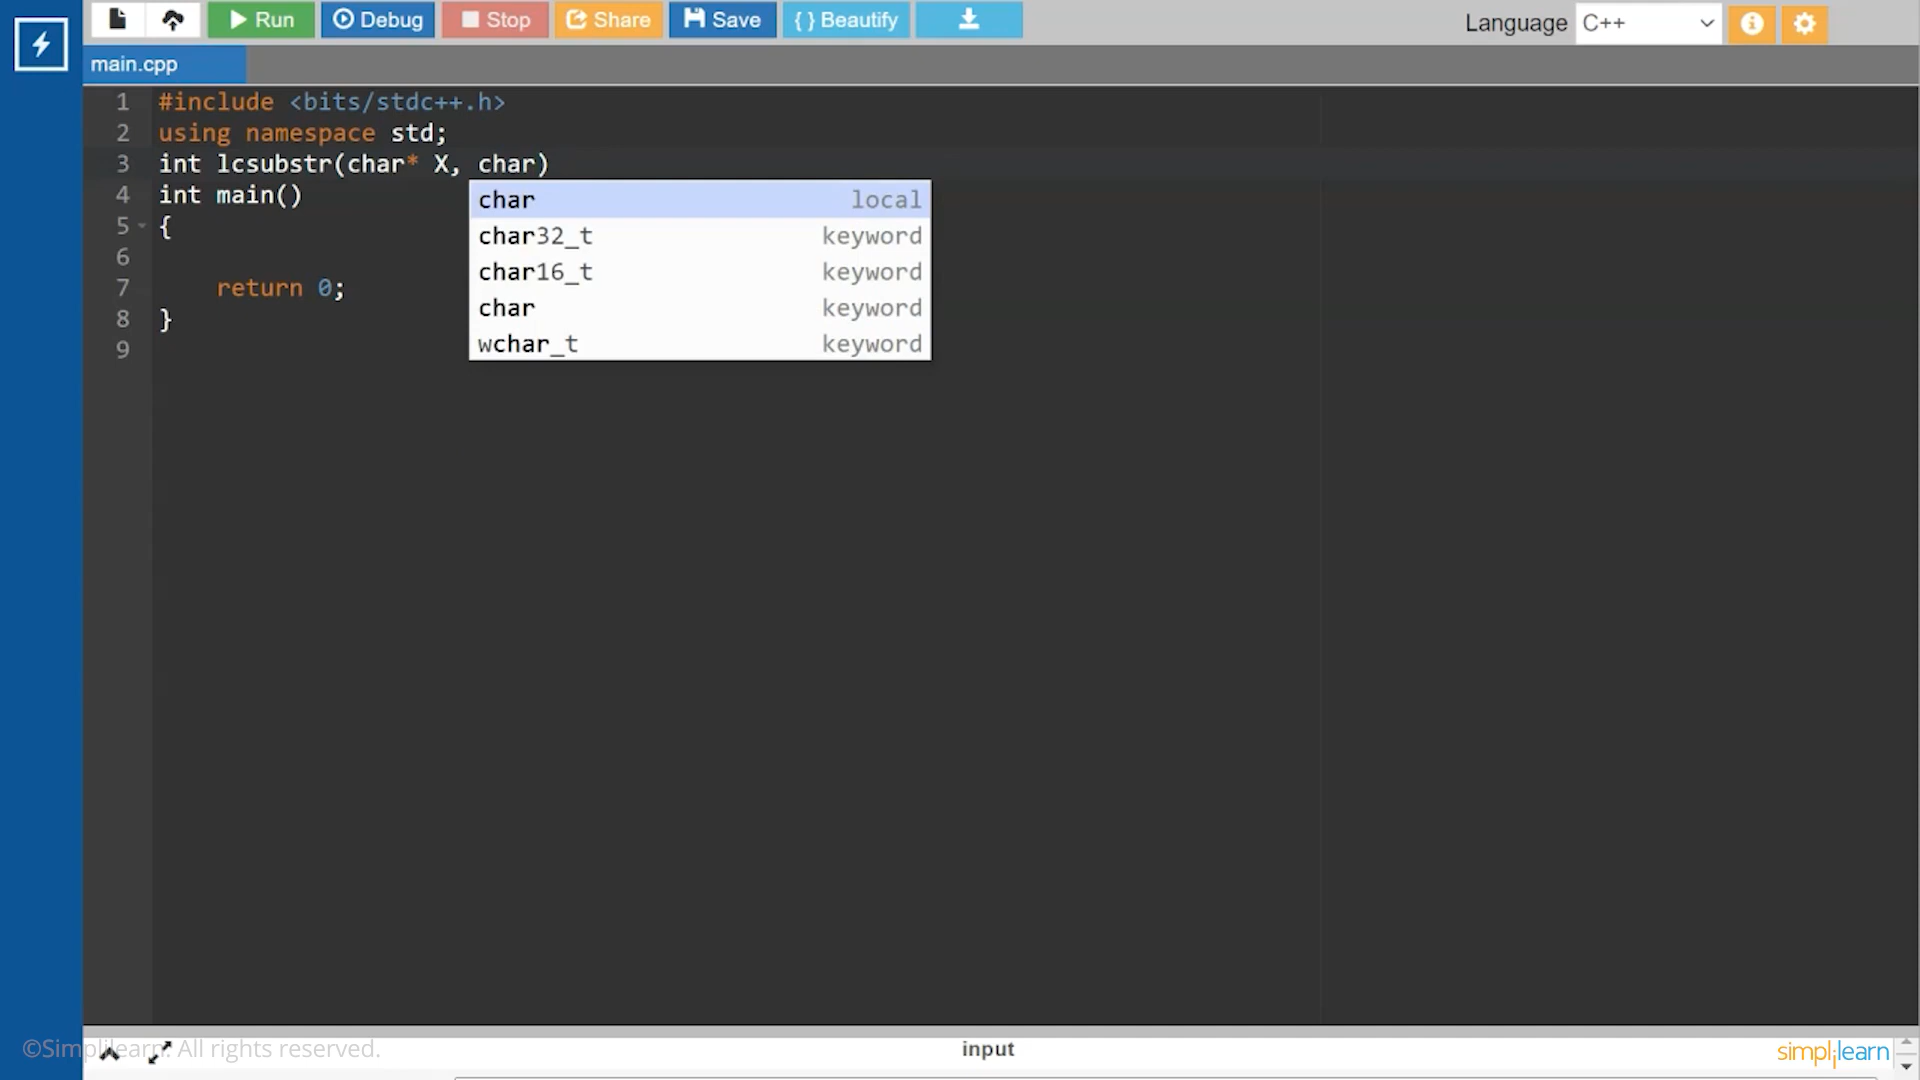 Run Debug Stop Share Save { } Beautify Language C++
main.cpp
1 #include <bits/stdc++.h>
2 using namespace std;
3 int lcsubstr(char* X, char)
4 int main()
5 {
6
7 return 0;
8 }
9
char local
char32_t keyword
char16_t keyword
char keyword
wchar_t keyword
©Simplilearn. All rights reserved.
input
simplilearn